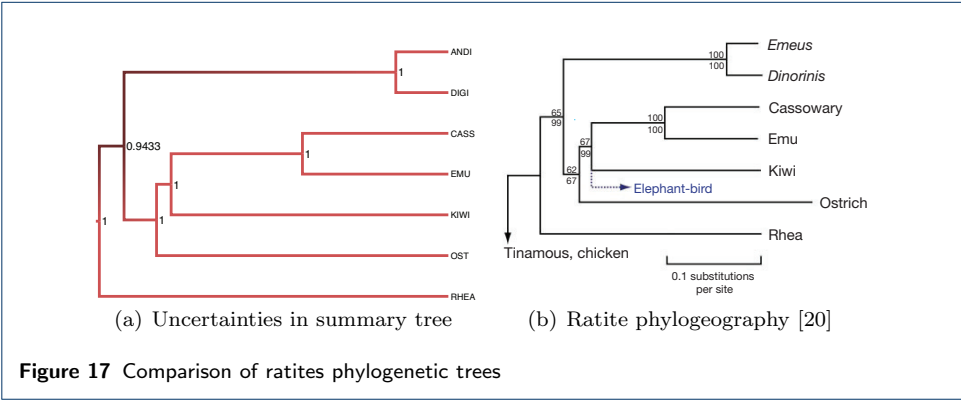 ANDI
1
DIGI
CASS
0.9433
1
EMU
1
KIWI
1
1
OST
RHEA
(a) Uncertainties in summary tree
Emeus
100
100
Dinorinis
Cassowary
65
99
100
100
Emu
67
99
Kiwi
62
67
Elephant-bird
Ostrich
Rhea
Tinamous, chicken
0.1 substitutions
per site
(b) Ratite phylogeography [20]
Figure 17 Comparison of ratites phylogenetic trees